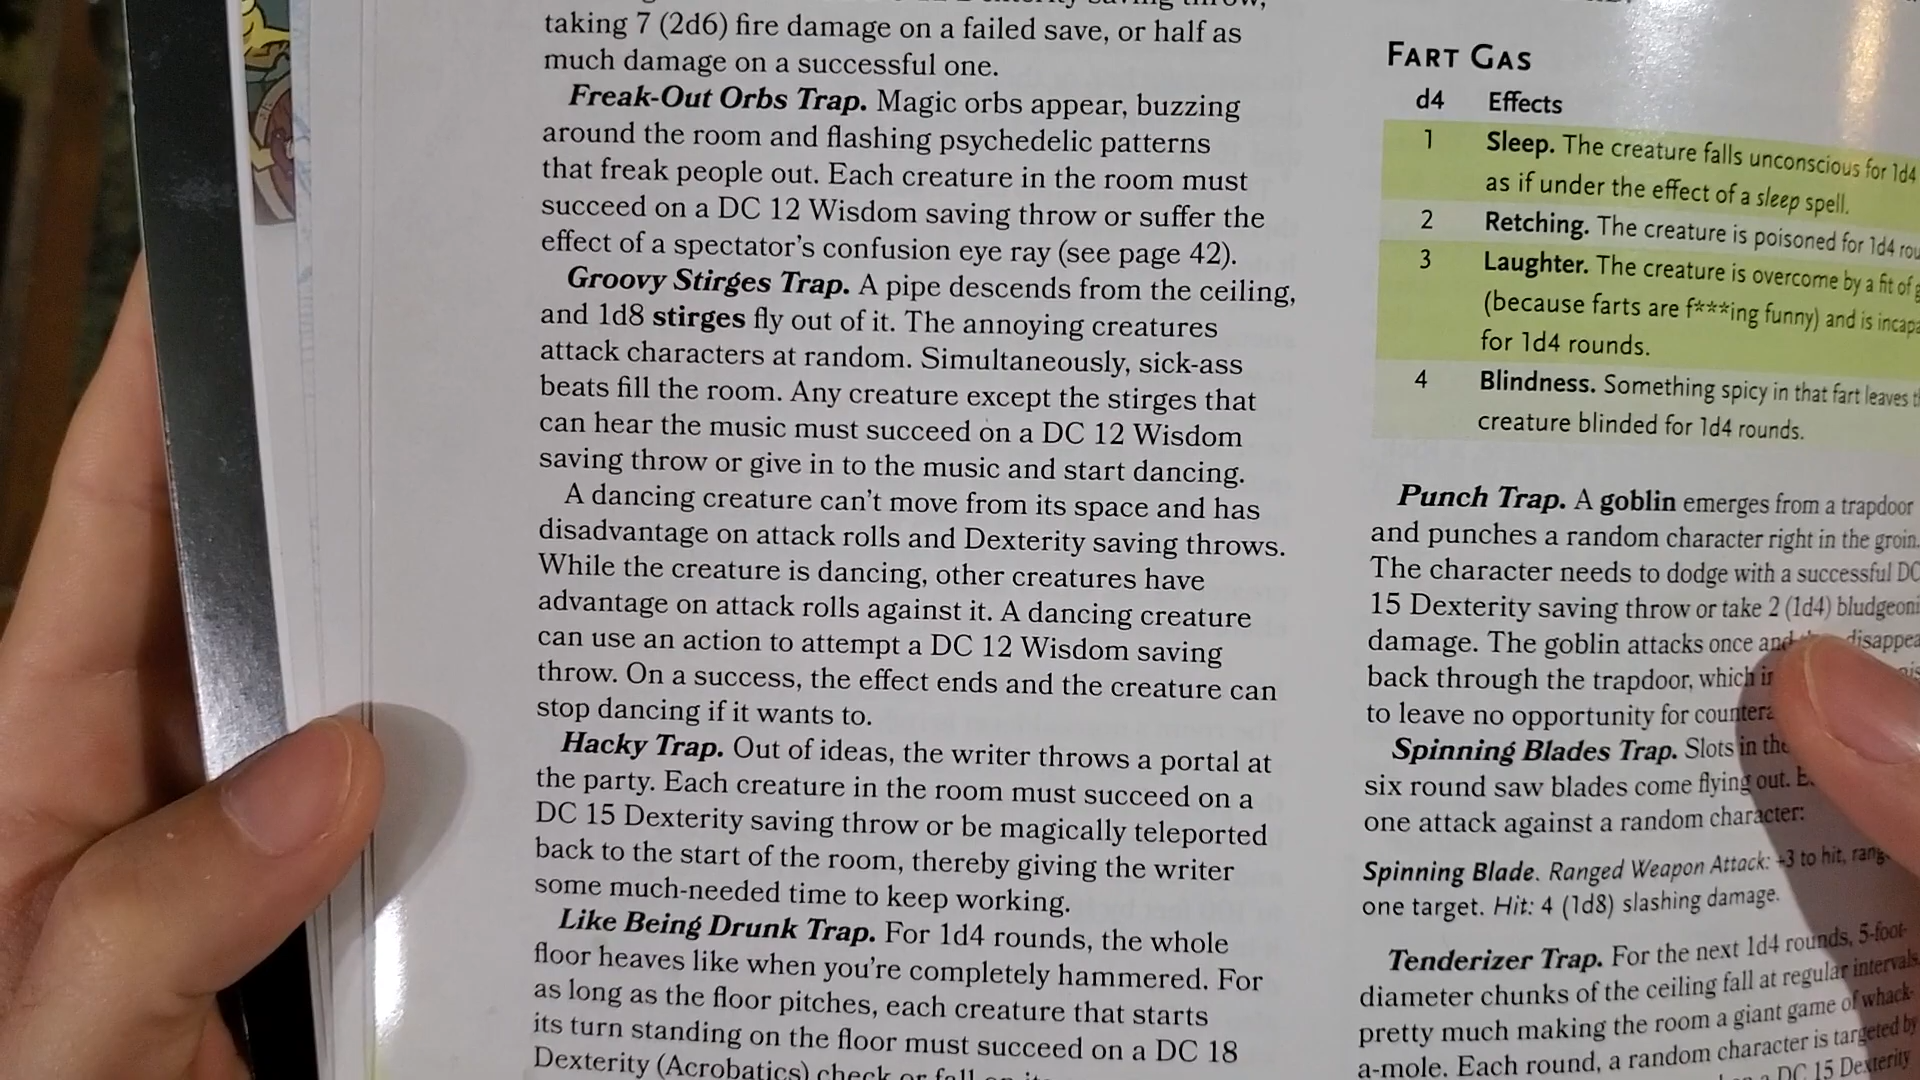 taking 7 (2d6) fire damage on a failed save, or half as
much damage on a successful one.
Freak-Out Orbs Trap. Magic orbs appear, buzzing
around the room and flashing psychedelic patterns
that freak people out. Each creature in the room must
succeed on a DC 12 Wisdom saving throw or suffer the
effect of a spectator's confusion eye ray (see page 42).
Groovy Stirges Trap. A pipe descends from the ceiling,
and 1d8 stirges fly out of it. The annoying creatures
attack characters at random. Simultaneously, sick-ass
beats fill the room. Any creature except the stirges that
can hear the music must succeed on a DC 12 Wisdom
saving throw or give in to the music and start dancing.
A dancing creature can't move from its space and has
disadvantage on attack rolls and Dexterity saving throws.
While the creature is dancing, other creatures have
advantage on attack rolls against it. A dancing creature
can use an action to attempt a DC 12 Wisdom saving
throw. On a success, the effect ends and the creature can
stop dancing if it wants to.
Hacky Trap. Out of ideas, the writer throws a portal at
the party. Each creature in the room must succeed on a
DC 15 Dexterity saving throw or be magically teleported
back to the start of the room, thereby giving the writer
some much-needed time to keep working.
Like Being Drunk Trap. For 1d4 rounds, the whole
floor heaves like when you're completely hammered. For
as long as the floor pitches, each creature that starts
its turn standing on the floor must succeed on a DC 18
Dexterity (Acrobatics) check or fall on its
FART GAS
d4 Effects
1 Sleep. The creature falls unconscious for 1d4
as if under the effect of a sleep spell.
2 Retching. The creature is poisoned for 1d4 rou
3 Laughter. The creature is overcome by a fit of g
(because farts are f***ing funny) and is incapa
for 1d4 rounds.
4 Blindness. Something spicy in that fart leaves t
creature blinded for 1d4 rounds.
Punch Trap. A goblin emerges from a trapdoor
and punches a random character right in the groin.
The character needs to dodge with a successful DC
15 Dexterity saving throw or take 2 (1d4) bludgeoni
damage. The goblin attacks once and disappea
back through the trapdoor, which
to leave no opportunity for countera
Spinning Blades Trap. Slots in the
six round saw blades come flying out.
one attack against a random character:
Spinning Blade. Ranged Weapon Attack: +3 to hit, rang
one target. Hit: 4 (1d8) slashing damage.
Tenderizer Trap. For the next 1d4 rounds, 5-foot-
diameter chunks of the ceiling fall at regular intervals,
pretty much making the room a giant game of whack-
a-mole. Each round, a random character is targeted by
a DC 15 Dexterity